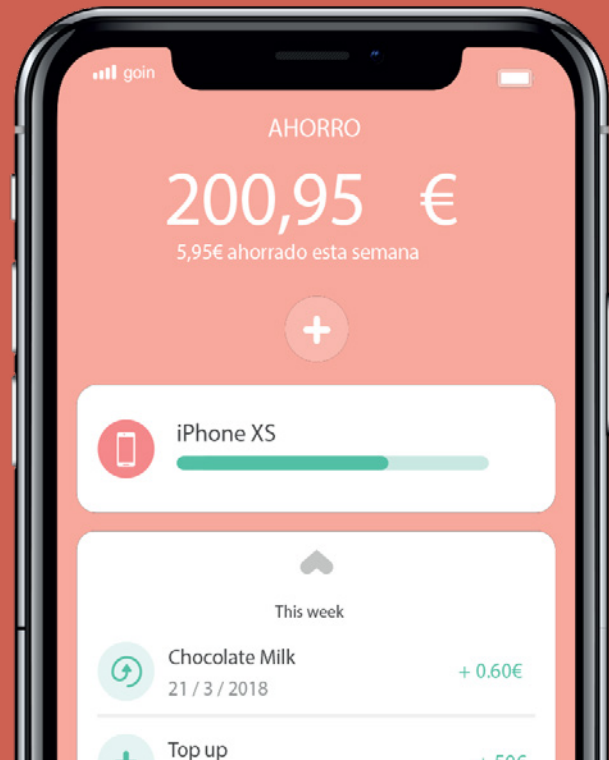 goin
AHORRO
200,95 €
5,95€ ahorrado esta semana
iPhone XS
This week
Chocolate Milk
+ 0.60€
21 / 3 / 2018
Top up
+ 50€